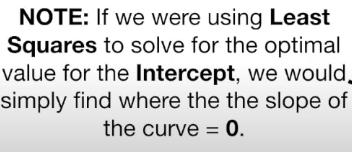 NOTE: If we were using Least
Squares to solve for the optimal
value for the Intercept, we would
simply find where the the slope of
the curve = 0.